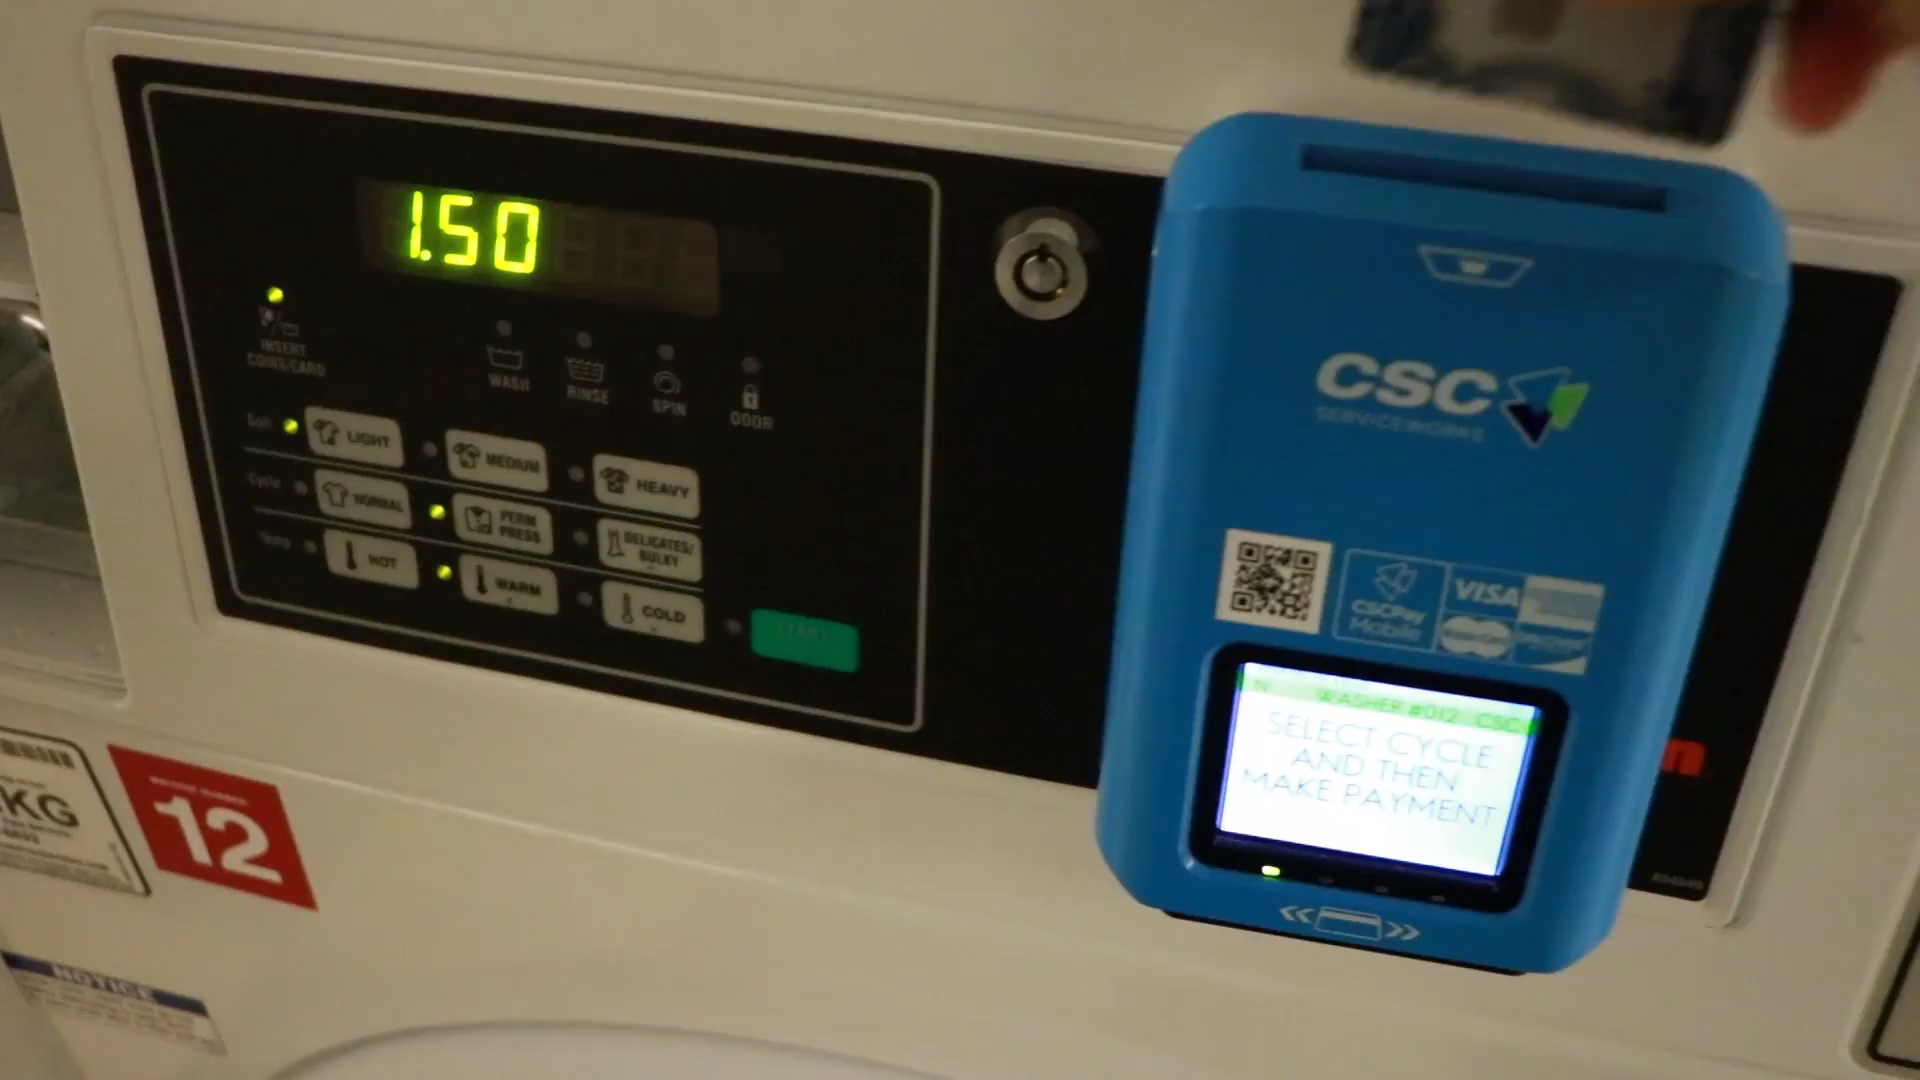 1.50
INSERT
COINS/CARD
WASH
RINSE
SPIN
DOOR
Soil
LIGHT
MEDIUM
HEAVY
Cycle
NORMAL
PERM
PRESS
DELICATES/
BULKY
Temp
HOT
WARM
COLD
START
CSC
SERVICEWORKS
CSCPay
Mobile
VISA
WASHER #012 CSC
SELECT CYCLE
AND THEN
MAKE PAYMENT
KG
MACHINE NUMBER
12
NOTICE